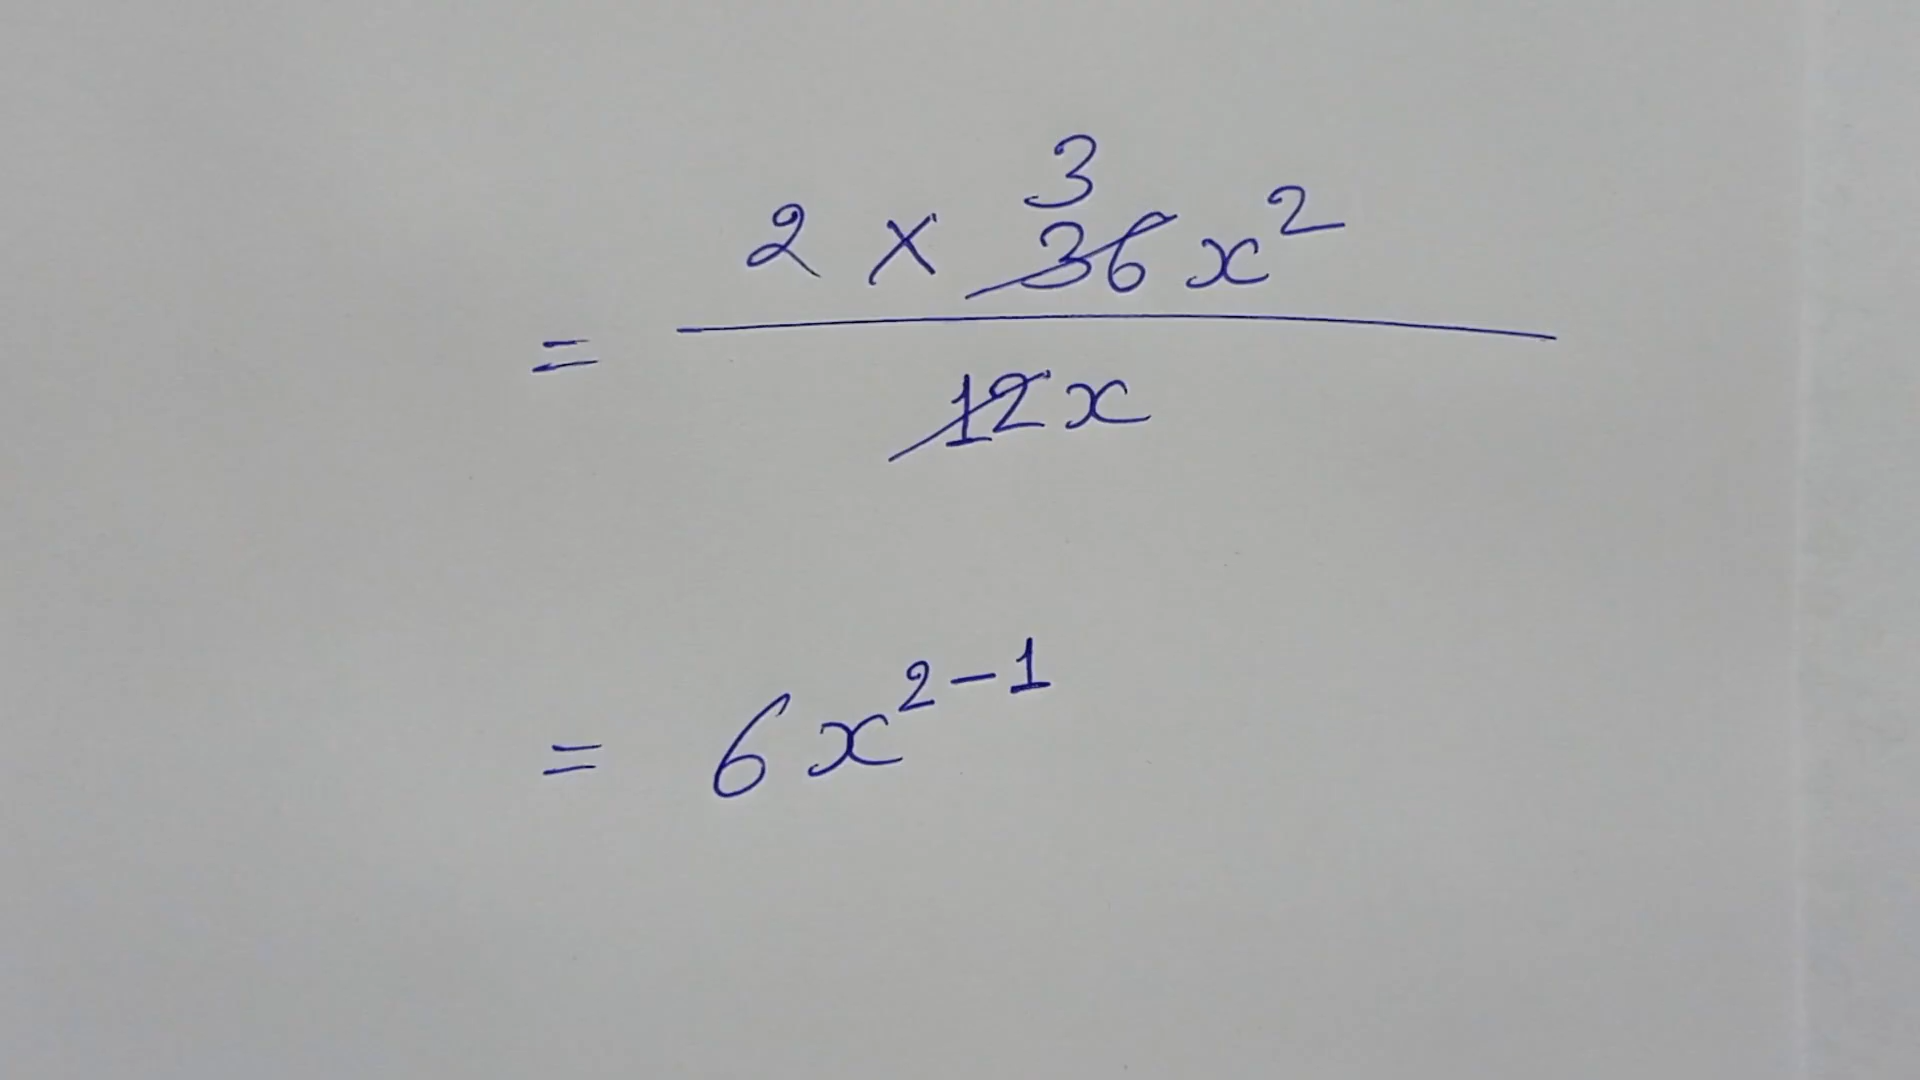 3
= 2 × 36x²
12x
= 6x²⁻¹